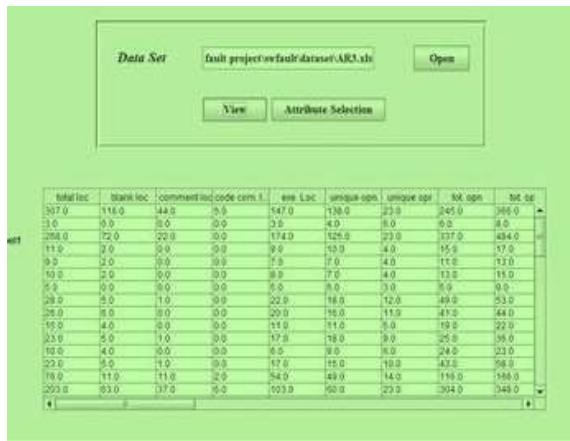 Data Set fault project\swfault\dataset\AR3.xls Open
View Attribute Selection
total loc blank loc comment loc code com. l... exe. Loc unique opn. unique opr tot. opn tot. op
307.0 116.0 44.0 5.0 147.0 138.0 23.0 245.0 366.0
3.0 0.0 0.0 0.0 3.0 4.0 6.0 6.0 8.0
268.0 72.0 22.0 0.0 174.0 125.0 23.0 337.0 484.0
11.0 2.0 0.0 0.0 9.0 10.0 4.0 15.0 17.0
9.0 2.0 0.0 0.0 7.0 7.0 4.0 11.0 13.0
10.0 2.0 0.0 0.0 8.0 7.0 4.0 13.0 15.0
5.0 0.0 0.0 0.0 5.0 5.0 3.0 5.0 8.0
28.0 5.0 1.0 0.0 22.0 18.0 12.0 49.0 53.0
26.0 6.0 0.0 0.0 20.0 16.0 11.0 41.0 44.0
15.0 4.0 0.0 0.0 11.0 11.0 5.0 19.0 22.0
23.0 5.0 1.0 0.0 17.0 18.0 9.0 25.0 36.0
10.0 4.0 0.0 0.0 6.0 9.0 6.0 24.0 23.0
23.0 5.0 1.0 0.0 17.0 15.0 10.0 43.0 58.0
76.0 11.0 11.0 2.0 54.0 49.0 14.0 116.0 166.0
203.0 63.0 37.0 6.0 103.0 60.0 23.0 304.0 348.0